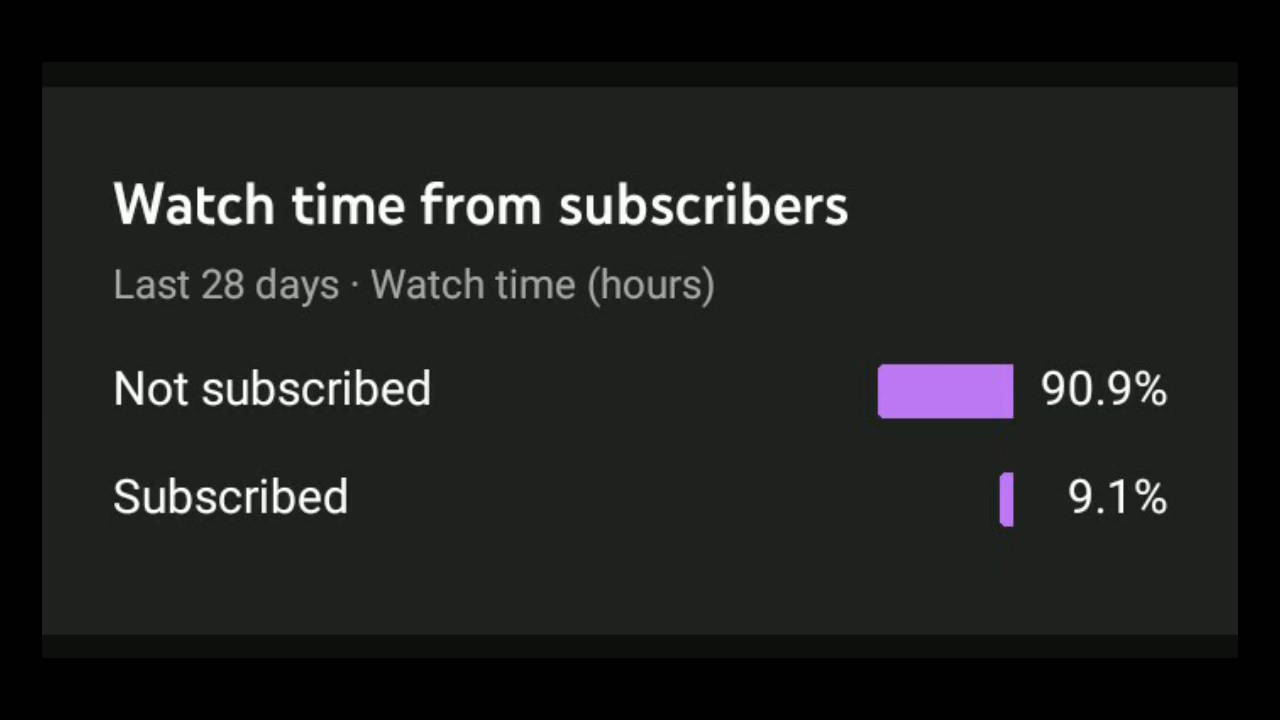 Watch time from subscribers
Last 28 days · Watch time (hours)
Not subscribed 90.9%
Subscribed 9.1%